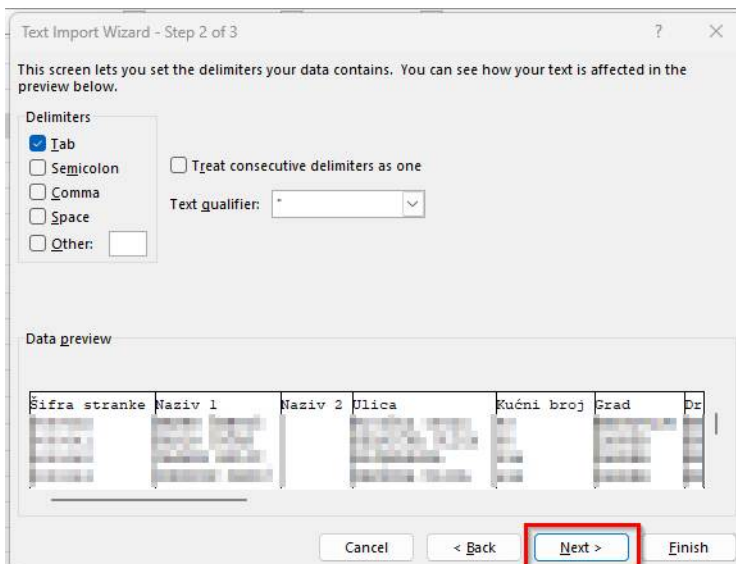 Text Import Wizard - Step 2 of 3
This screen lets you set the delimiters your data contains. You can see how your text is affected in the
preview below.
Delimiters
Tab
Semicolon
Comma
Space
Other:
Treat consecutive delimiters as one
Text qualifier: "
Data preview
Šifra stranke Naziv 1 Naziv 2 Ulica Kućni broj Grad Dr
Cancel < Back Next > Finish